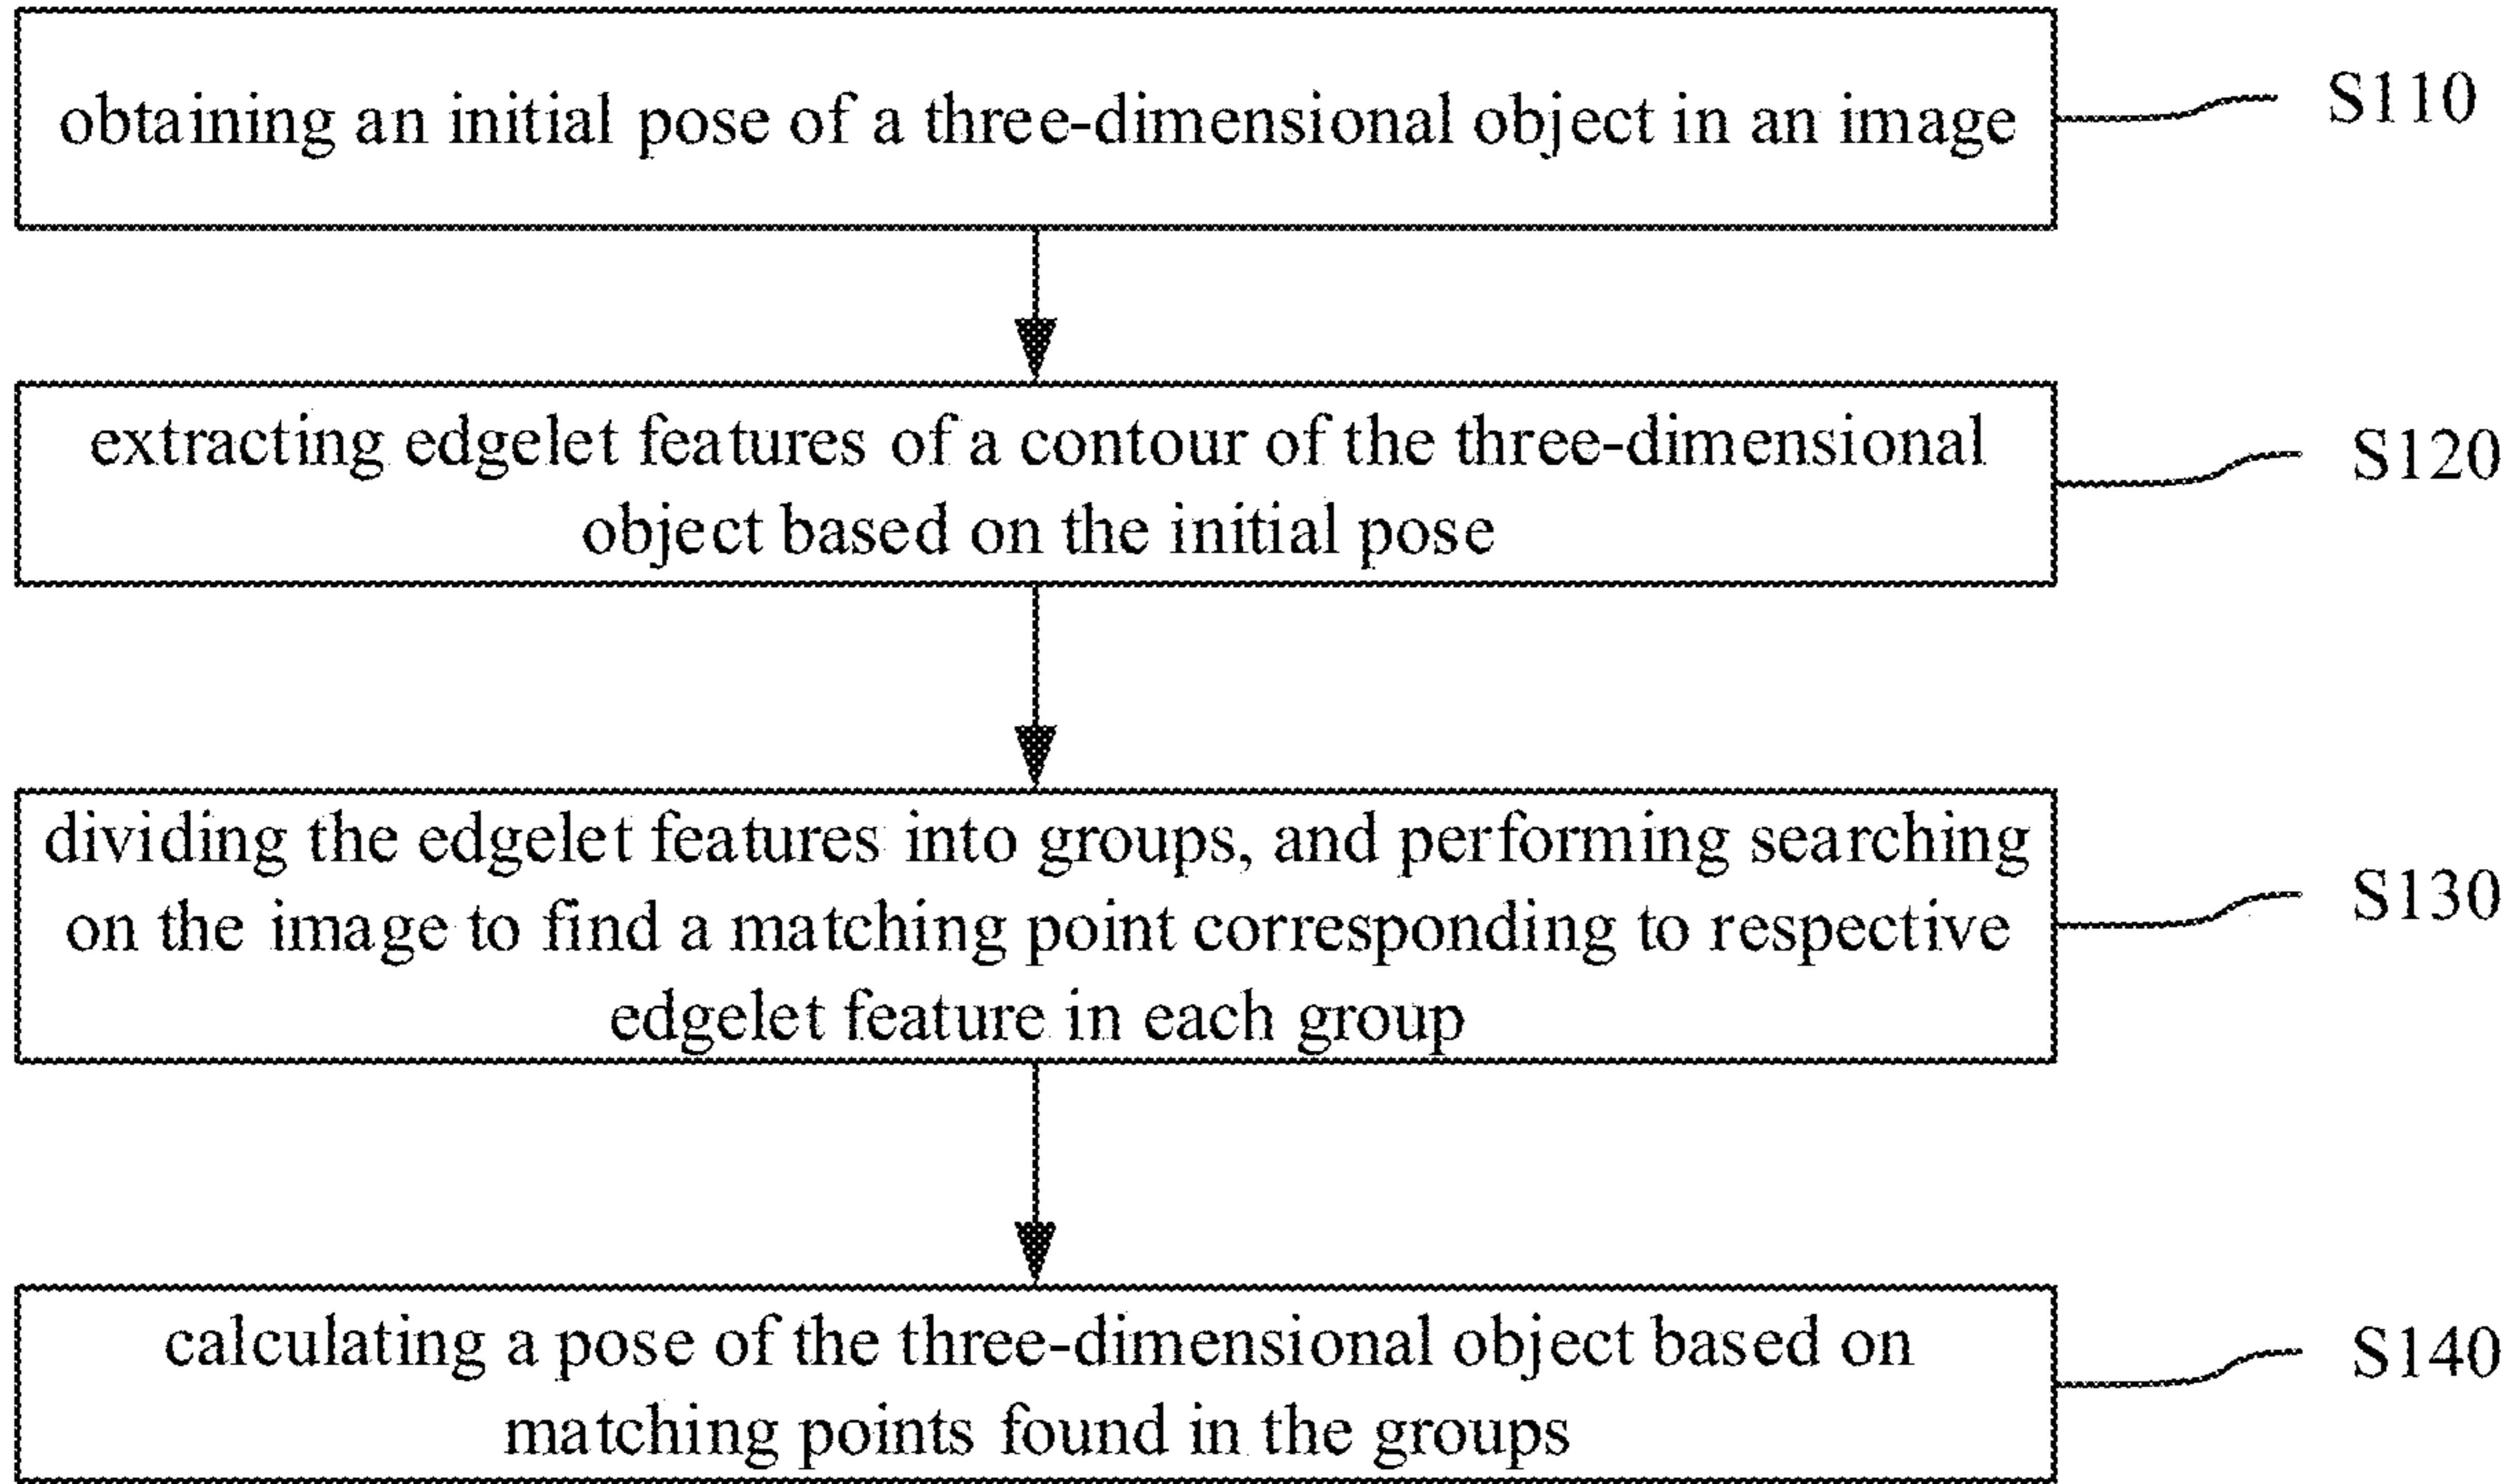 obtaining an initial pose of a three-dimensional object in an image
S110
extracting edgelet features of a contour of the three-dimensional
object based on the initial pose
S120
dividing the edgelet features into groups, and performing searching
on the image to find a matching point corresponding to respective
edgelet feature in each group
S130
calculating a pose of the three-dimensional object based on
matching points found in the groups
S140